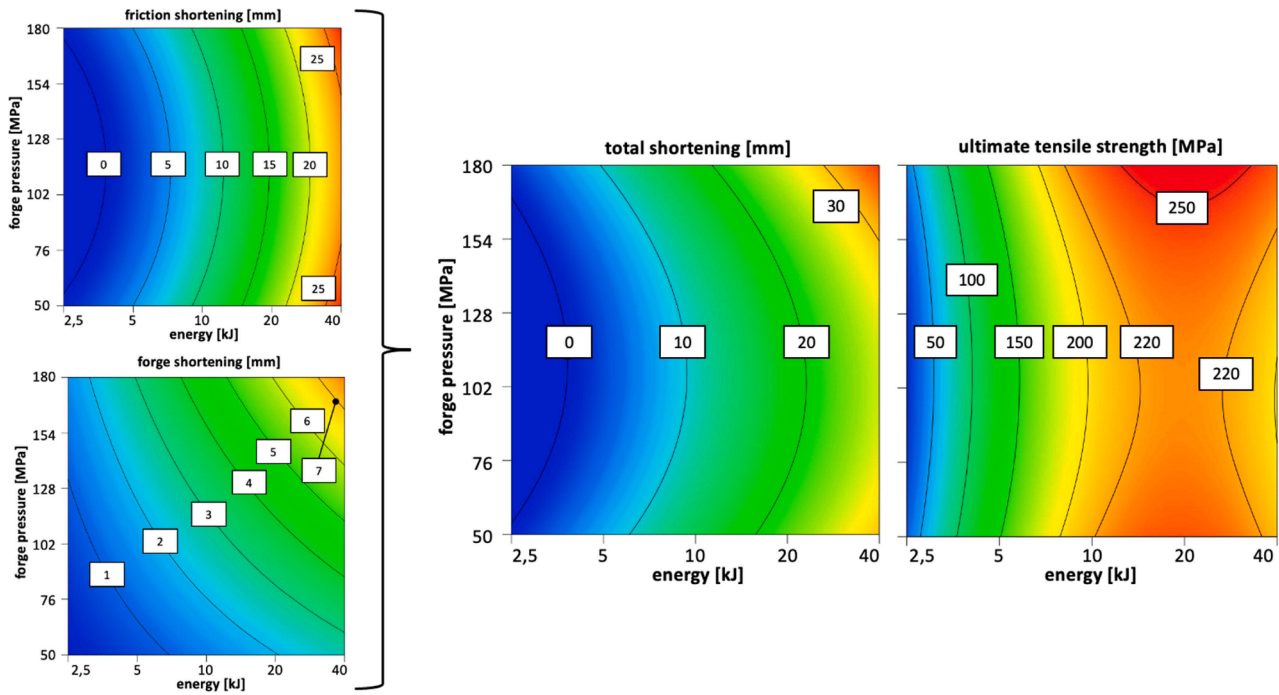 friction shortening [mm]
forge pressure [MPa]
180
154
128
102
76
50
25
0 5 10 15 20
25
2,5 5 10 20 40
energy [kJ]
forge shortening [mm]
forge pressure [MPa]
180
154
128
102
76
50
6
5
7
4
3
2
1
2,5 5 10 20 40
energy [kJ]
total shortening [mm]
forge pressure [MPa]
180
154
128
102
76
50
30
0 10 20
2,5 5 10 20 40
energy [kJ]
ultimate tensile strength [MPa]
250
100
50 150 200 220
220
2,5 5 10 20 40
energy [kJ]